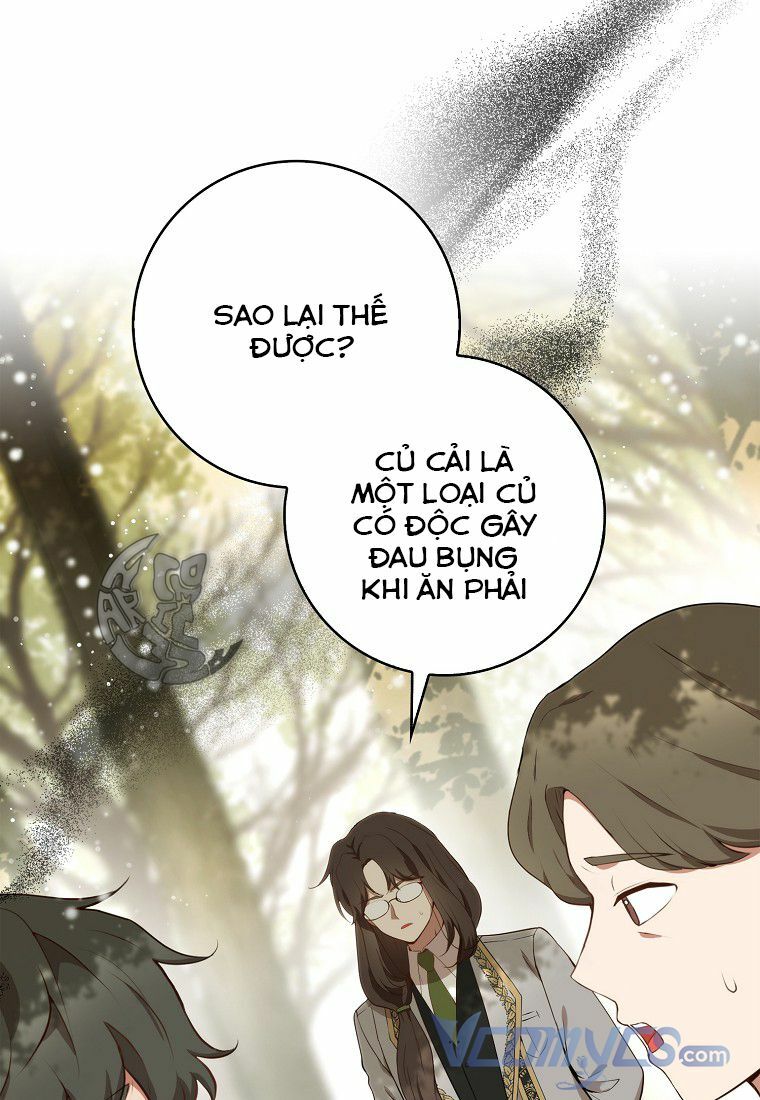 SAO LẠI THẾ
ĐƯỢC?
CỦ CẢI LÀ
MỘT LOẠI CỦ
CÓ ĐỘC GÂY
ĐAU BỤNG
KHI ĂN PHẢI
VCOMYCS.com